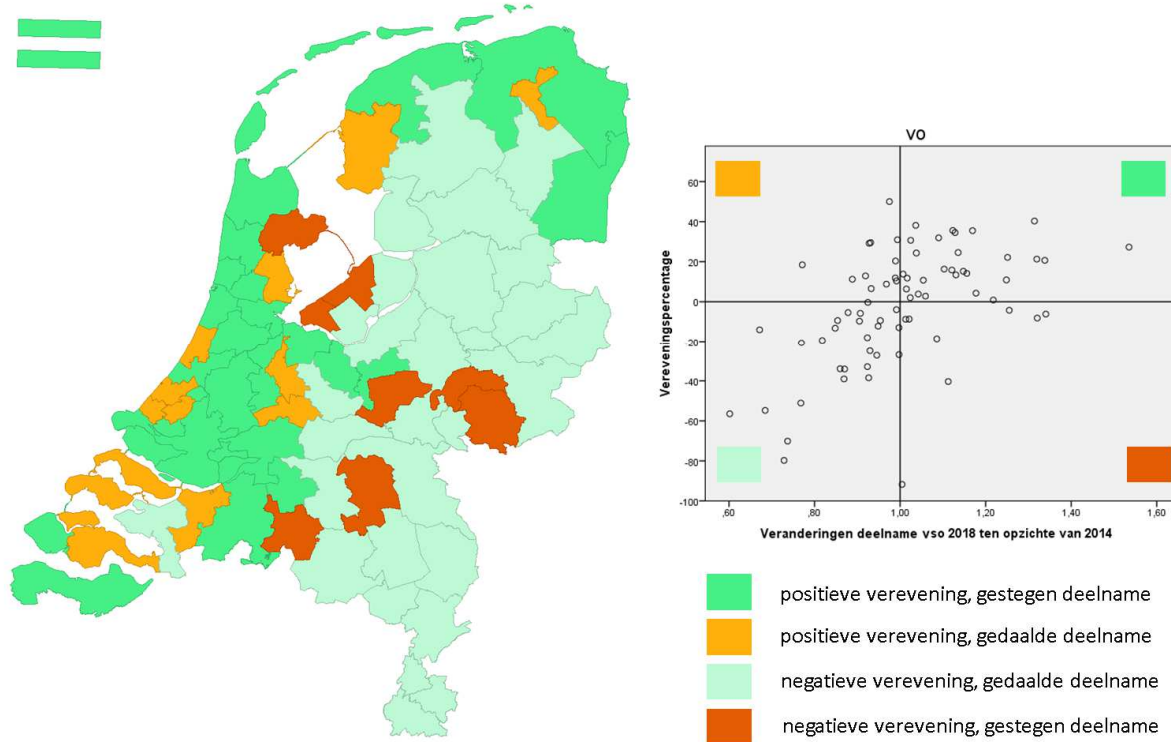 VO
Vereveningspercentage
60
40
20
0
-20
-40
-60
-80
-100
,60 ,80 1,00 1,20 1,40 1,60
Veranderingen deelname vso 2018 ten opzichte van 2014
positieve verevening, gestegen deelname
positieve verevening, gedaalde deelname
negatieve verevening, gedaalde deelname
negatieve verevening, gestegen deelname